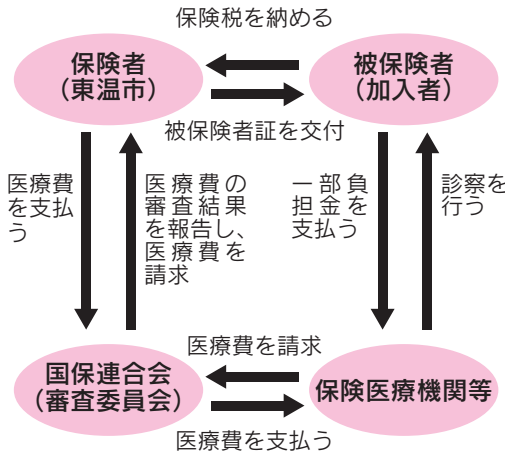 保険税を納める
保険者
（東温市）
被保険者
（加入者）
被保険者証を交付
医療費
を支払
う
医療費の
審査結果
を報告し、
医療費を
請求
一部負
担金を
支払う
診察を
行う
医療費を請求
国保連合会
（審査委員会）
保険医療機関等
医療費を支払う